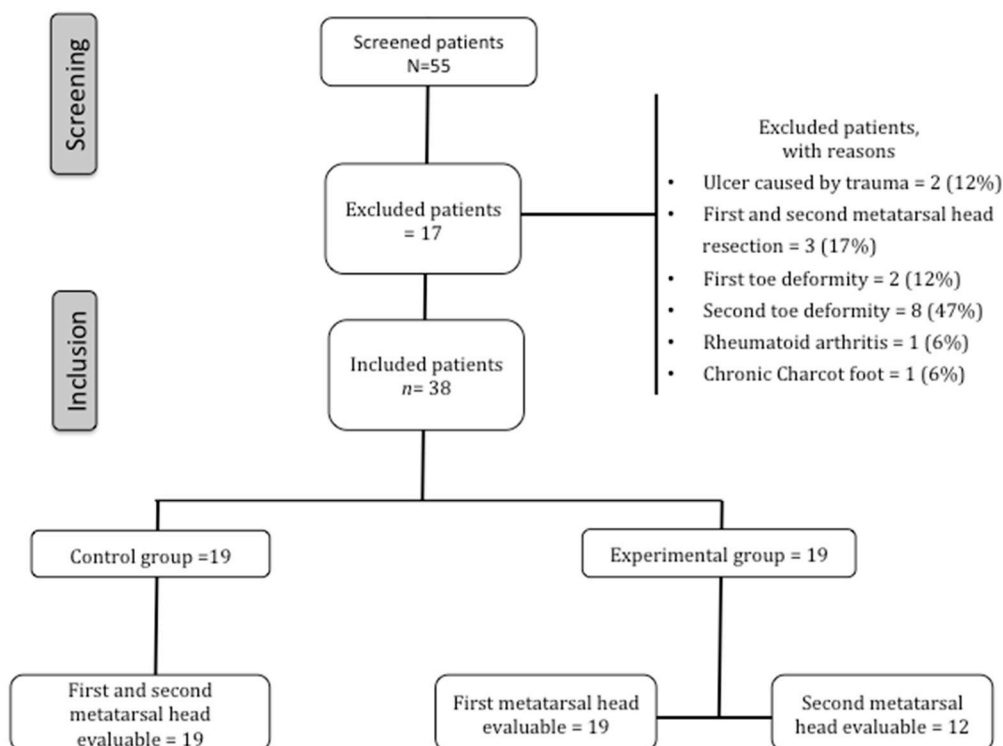 Screening
Screened patients
N=55
Excluded patients
= 17
Excluded patients,
with reasons
• Ulcer caused by trauma = 2 (12%)
• First and second metatarsal head
resection = 3 (17%)
• First toe deformity = 2 (12%)
• Second toe deformity = 8 (47%)
• Rheumatoid arthritis = 1 (6%)
• Chronic Charcot foot = 1 (6%)
Inclusion
Included patients
n= 38
Control group =19
Experimental group = 19
First and second
metatarsal head
evaluable = 19
First metatarsal head
evaluable = 19
Second metatarsal
head evaluable = 12